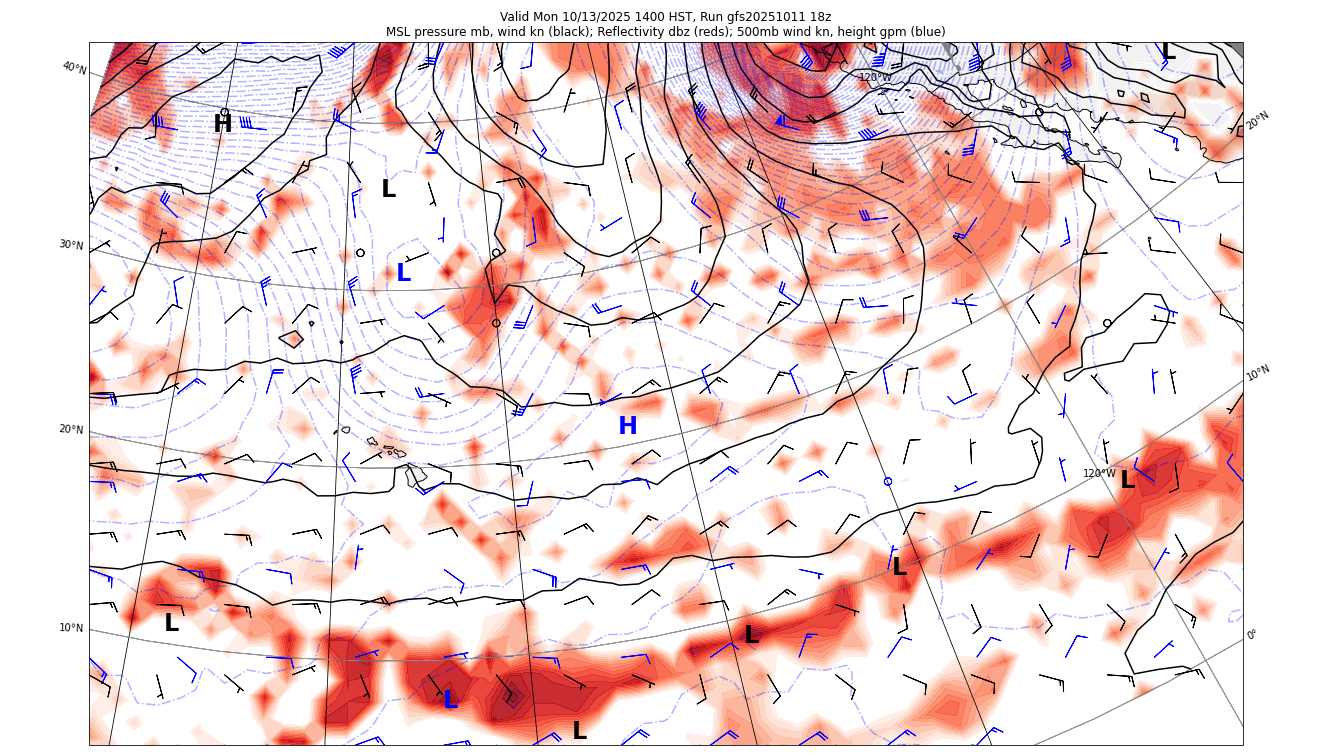 Valid Mon 10/13/2025 1400 HST, Run gfs20251011 18z
MSL pressure mb, wind kn (black); Reflectivity dbz (reds); 500mb wind kn, height gpm (blue)
L
40°N
120°W
H
20°N
L
30°N
L
10°N
H
20°N
120°W
L
L
L
10°N
L
0°
L
L